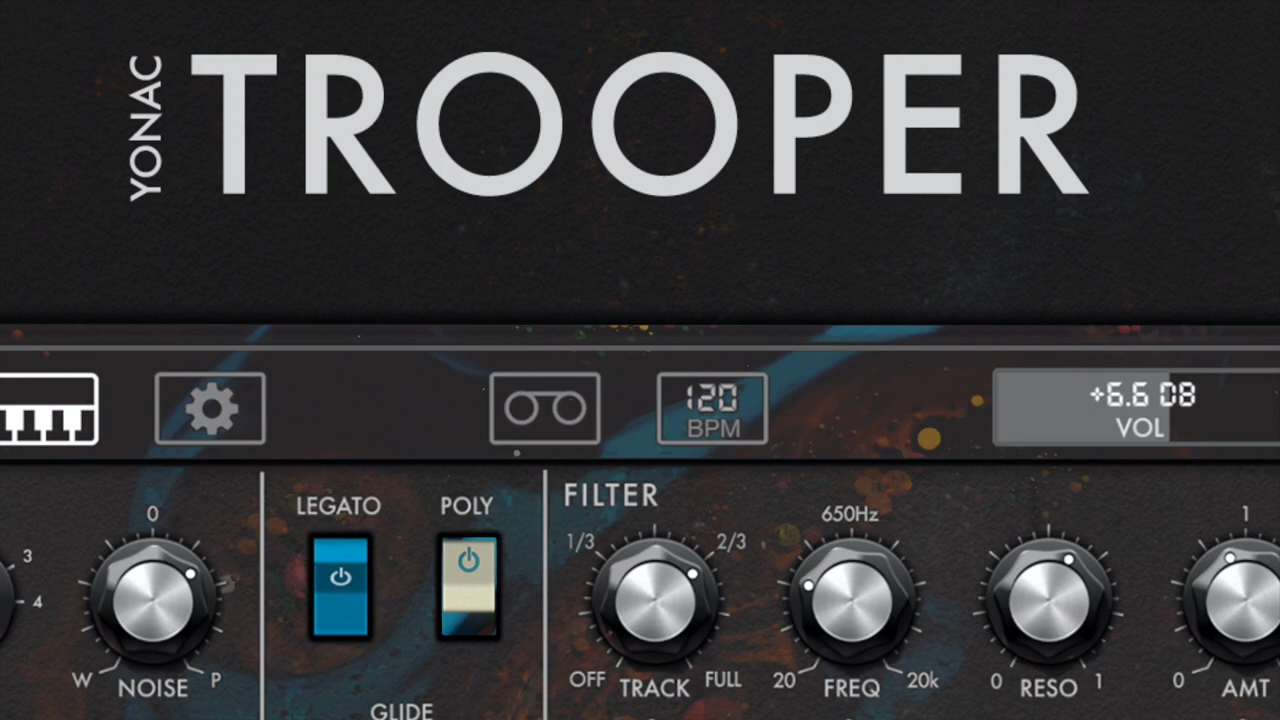 YONAC
TROOPER
120
BPM
+6.6 DB
VOL
LEGATO
POLY
FILTER
0
3
4
W
P
NOISE
GLIDE
1/3
2/3
OFF
FULL
TRACK
650Hz
20
20k
FREQ
0
1
RESO
1
0
AMT